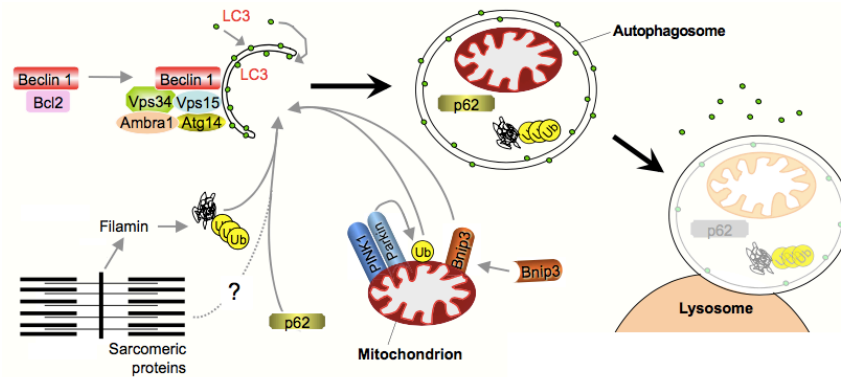 LC3
LC3
Autophagosome
Beclin 1
Beclin 1
Bcl2
Vps34
Vps15
Ambra1
Atg14
p62
Ub
Filamin
Ub
?
PINK1
Parkin
Ub
Bnip3
Bnip3
p62
p62
Sarcomeric
proteins
Mitochondrion
Lysosome
Ub